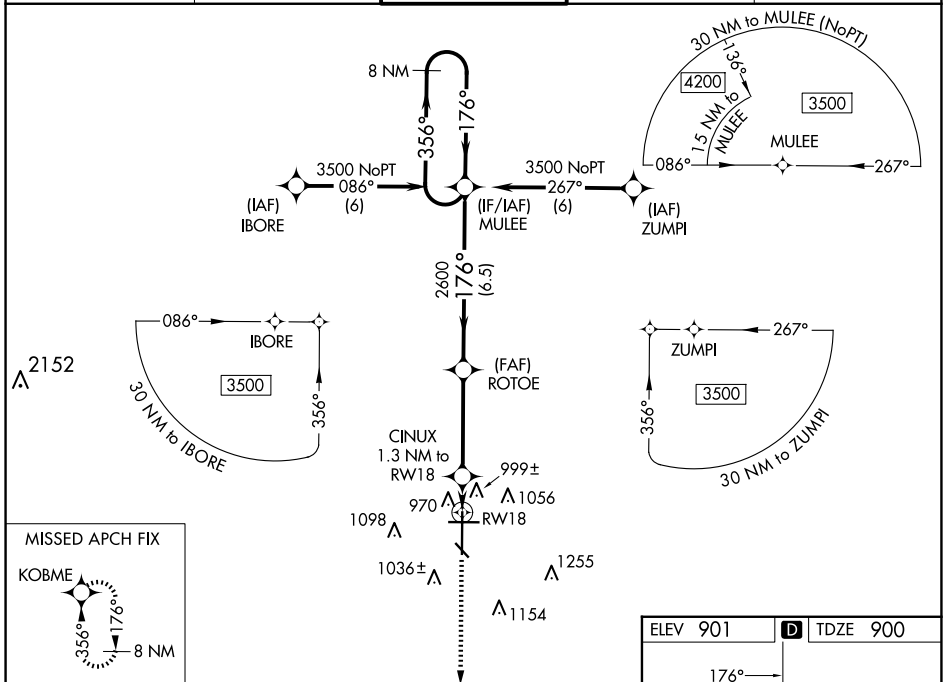 30 NM to MULEE (NoPT)
136°
4200
15 NM to
MULEE
3500
MULEE
086°
267°
8 NM
356°
176°
3500 NoPT
086°
(6)
3500 NoPT
267°
(6)
(IAF)
IBORE
(IF/IAF)
MULEE
(IAF)
ZUMPI
2600
176°
(6.5)
086°
IBORE
3500
356°
30 NM to IBORE
267°
ZUMPI
3500
356°
30 NM to ZUMPI
2152
(FAF)
ROTOE
CINUX
1.3 NM to
RW18
999±
970
1056
RW18
1098
1036±
1255
1154
MISSED APCH FIX
KOBME
356°
176°
8 NM
ELEV 901 D TDZE 900
176°